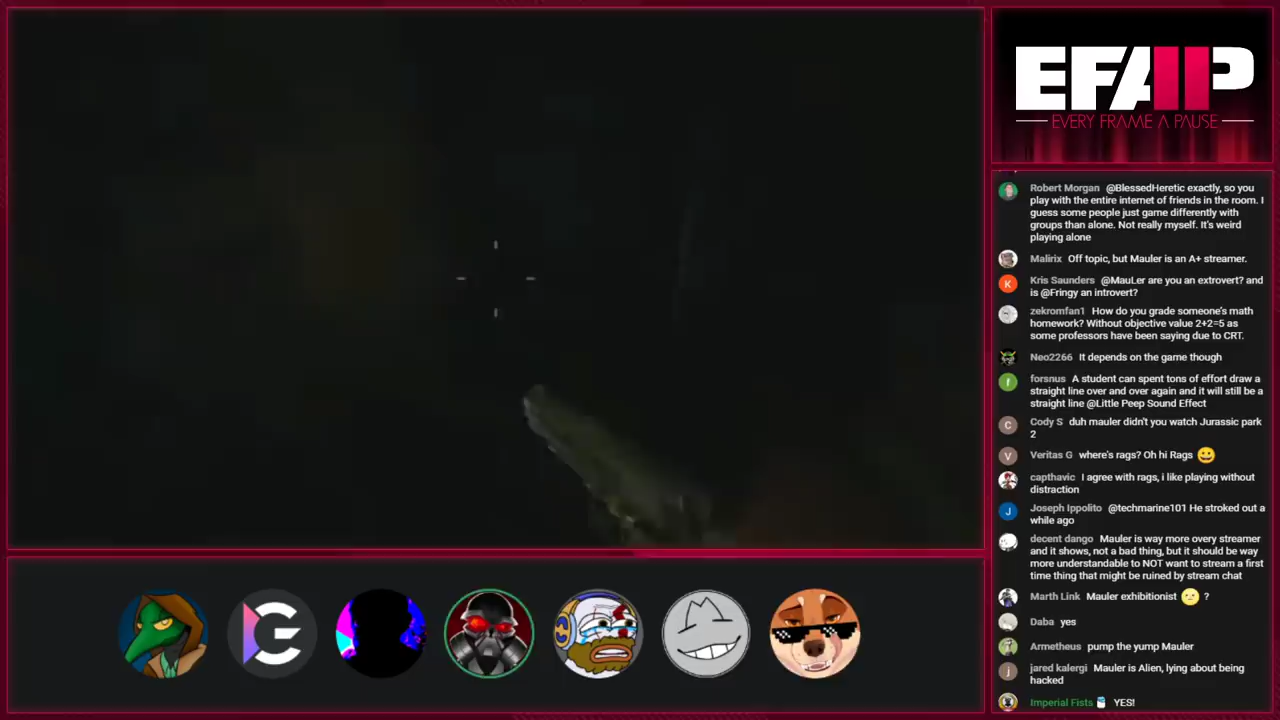 EFAP
EVERY FRAME A PAUSE
Robert Morgan @BlessedHeretic exactly, so you
play with the entire internet of friends in the room. I
guess some people just game differently with
groups than alone. Not really myself. It's weird
playing alone
Malirix Off topic, but Mauler is an A+ streamer.
Kris Saunders @MauLer are you an extrovert? and
is @Fringy an introvert?
zekromfan1 How do you grade someone's math
homework? Without objective value 2+2=5 as
some professors have been saying due to CRT.
Neo2266 It depends on the game though
forsnus A student can spent tons of effort draw a
straight line over and over again and it will still be a
straight line @Little Peep Sound Effect
Cody S duh mauler didn't you watch Jurassic park
2
Veritas G where's rags? Oh hi Rags 😀
capthavic I agree with rags, i like playing without
distraction
Joseph Ippolito @techmarine101 He stroked out a
while ago
decent dango Mauler is way more overy streamer
and it shows, not a bad thing, but it should be way
more understandable to NOT want to stream a first
time thing that might be ruined by stream chat
Marth Link Mauler exhibitionist 🌝 ?
Daba yes
Armetheus pump the yump Mauler
jared kalergi Mauler is Alien, lying about being
hacked
Imperial Fists YES!